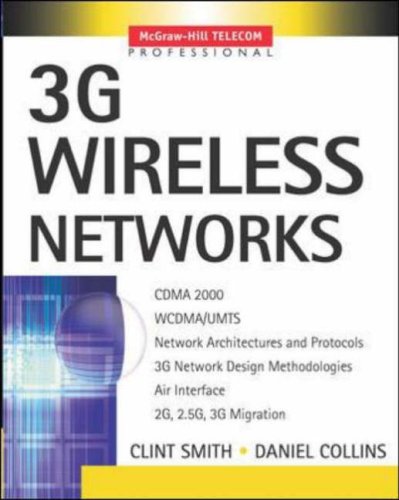 McGraw-Hill TELECOM
PROFESSIONAL
3G
WIRELESS
NETWORKS
CDMA 2000
WCDMA/UMTS
Network Architectures and Protocols
3G Network Design Methodologies
Air Interface
2G, 2.5G, 3G Migration
CLINT SMITH • DANIEL COLLINS